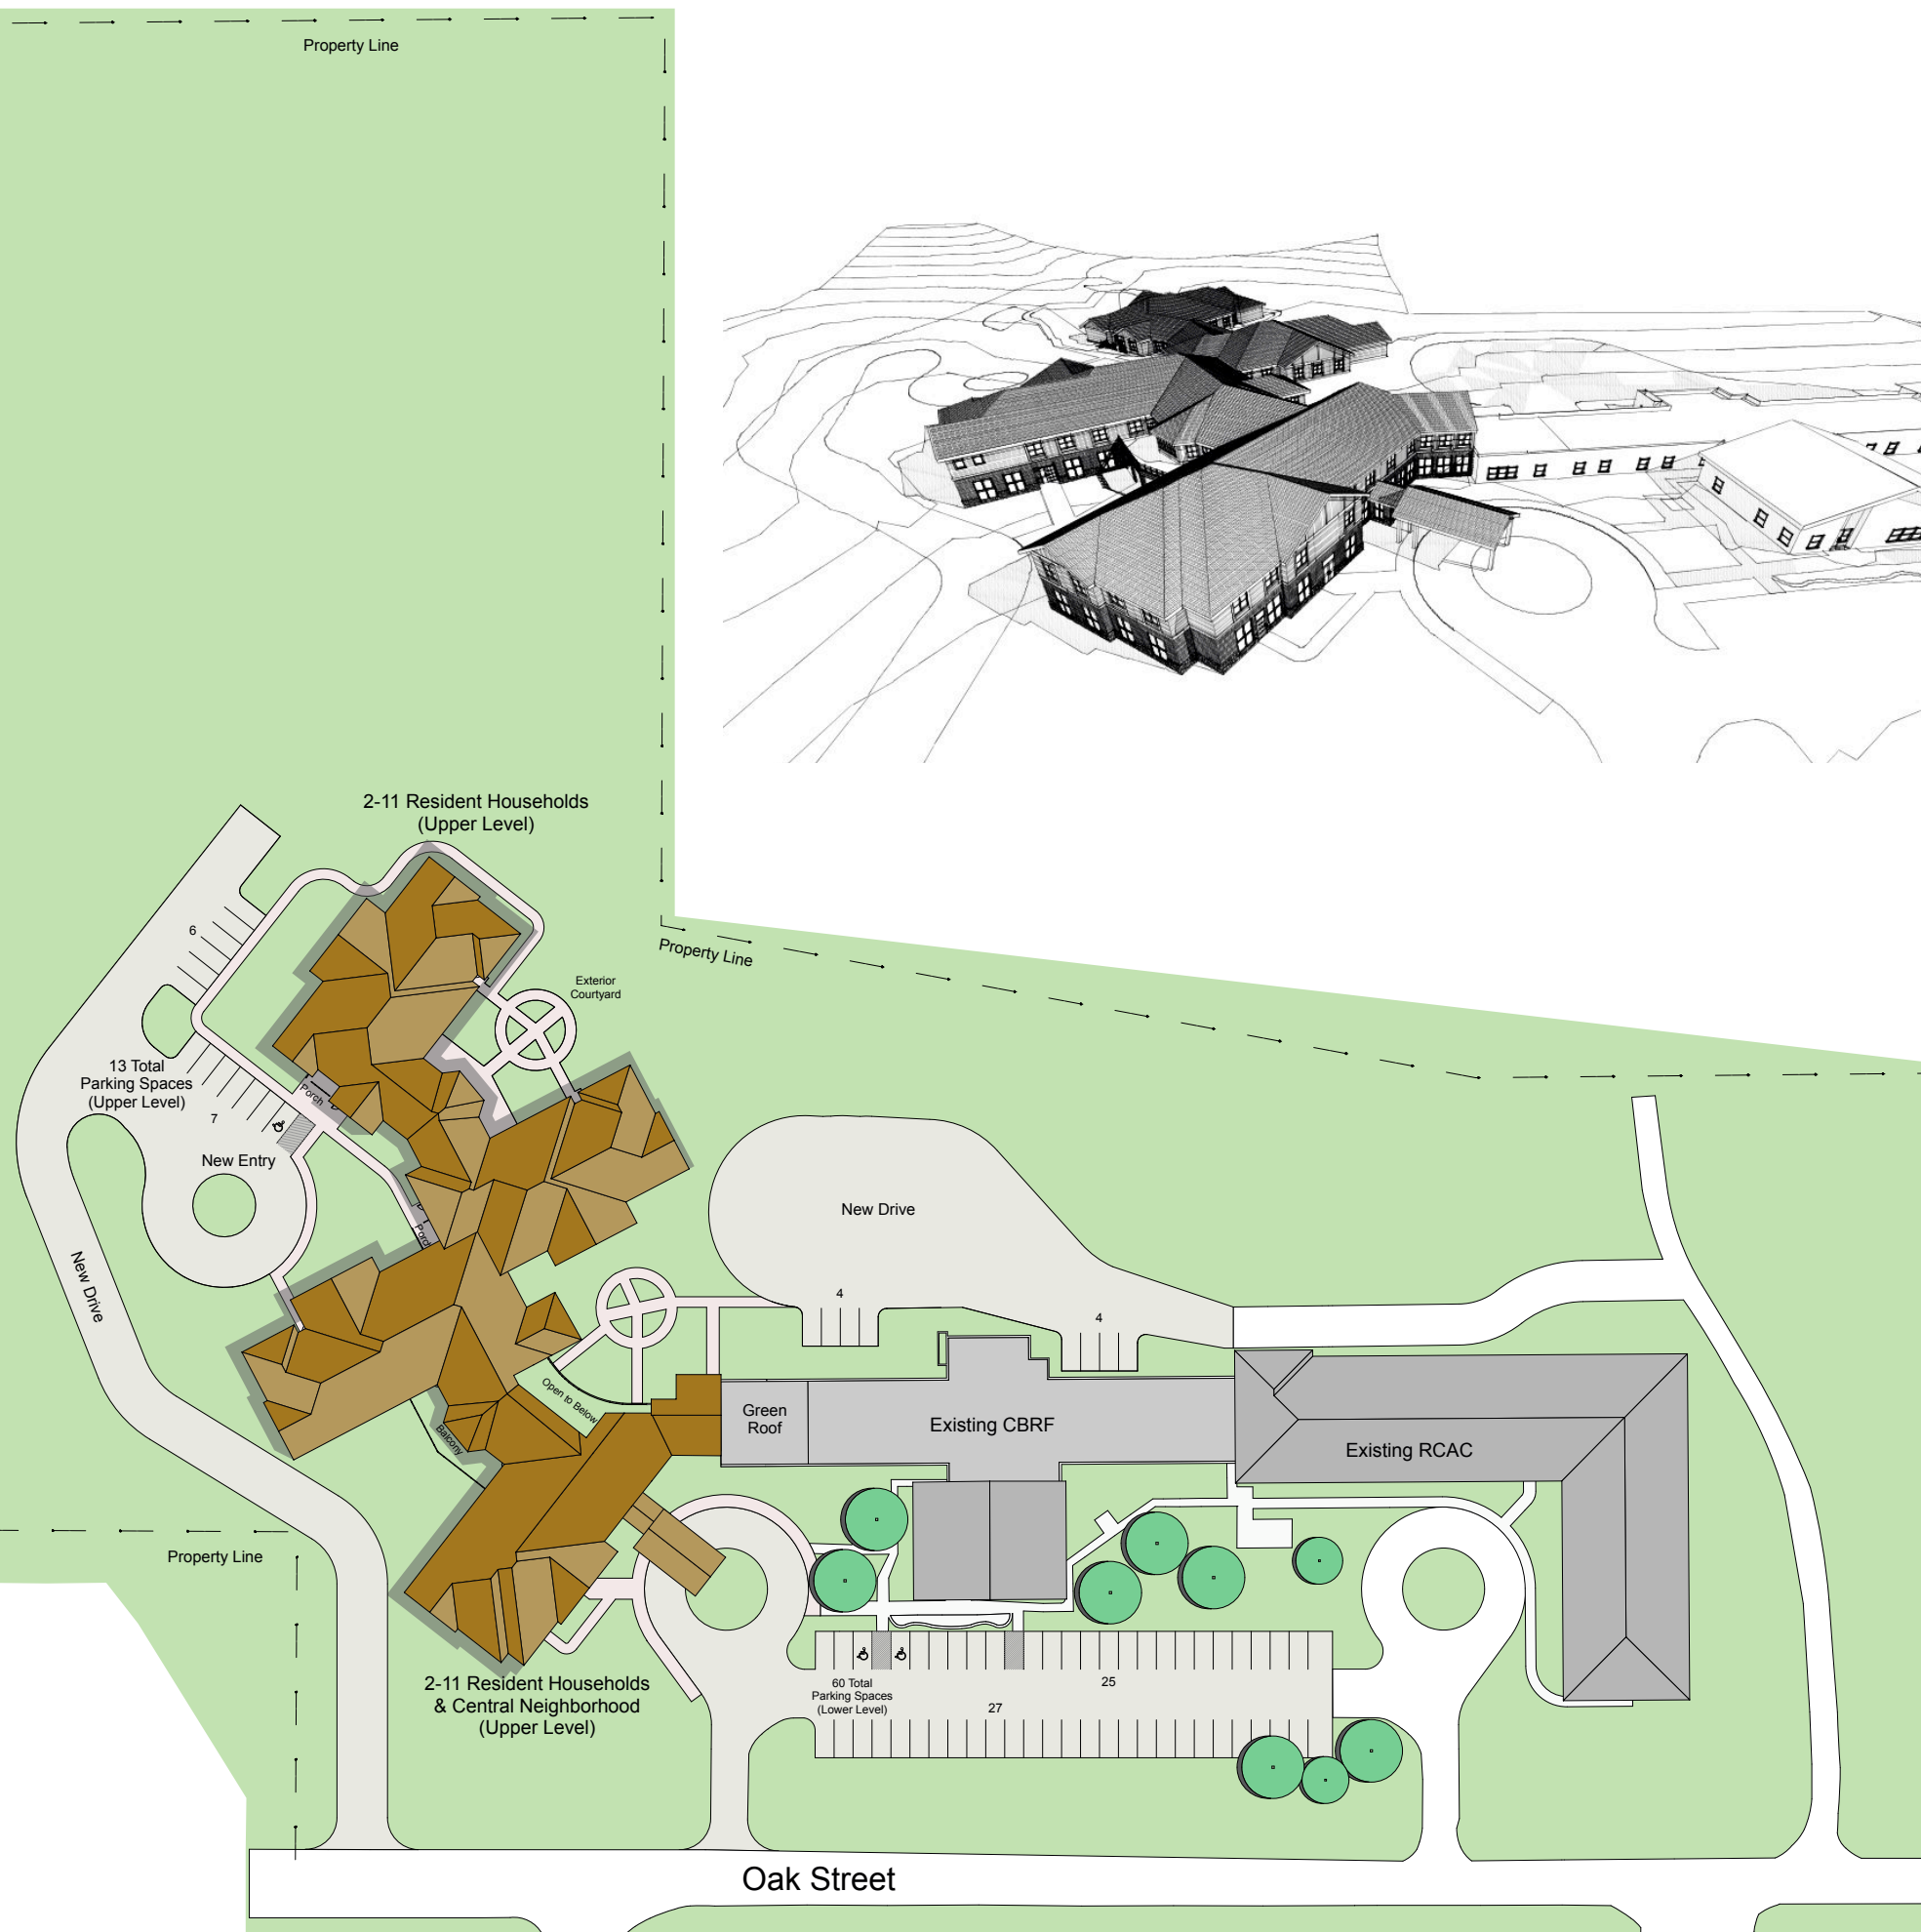 Property Line
2-11 Resident Households
(Upper Level)
6
Property Line
Exterior
Courtyard
13 Total
Parking Spaces
(Upper Level)
7
Porch
New Entry
New Drive
Porch
New Drive
4
4
Open to Below
Balcony
Green
Roof
Existing CBRF
Existing RCAC
Property Line
2-11 Resident Households
& Central Neighborhood
(Upper Level)
60 Total
Parking Spaces
(Lower Level)
25
27
Oak Street